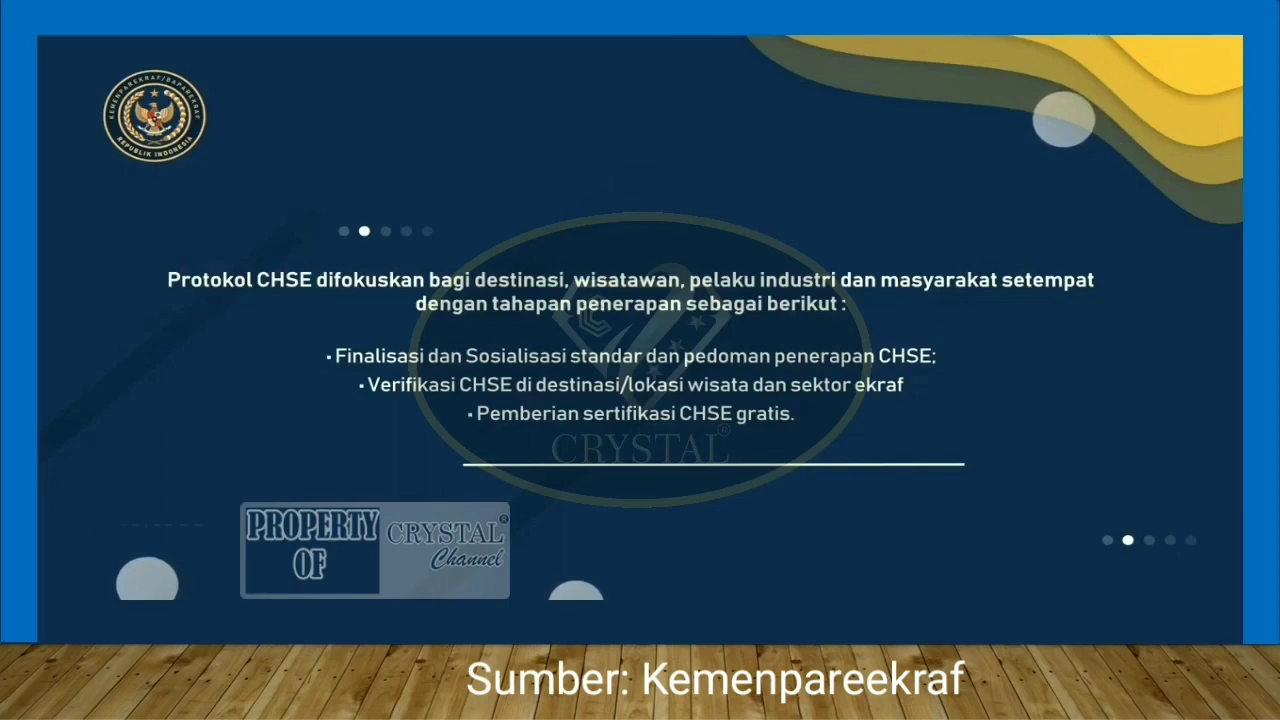 KEMENPAREKRAF/BAPAREKRAF
REPUBLIK INDONESIA
Protokol CHSE difokuskan bagi destinasi, wisatawan, pelaku industri dan masyarakat setempat
dengan tahapan penerapan sebagai berikut :
• Finalisasi dan Sosialisasi standar dan pedoman penerapan CHSE;
• Verifikasi CHSE di destinasi/lokasi wisata dan sektor ekraf
• Pemberian sertifikasi CHSE gratis.
CRYSTAL©
PROPERTY
OF
CRYSTAL®
Channel
Sumber: Kemenpareekraf